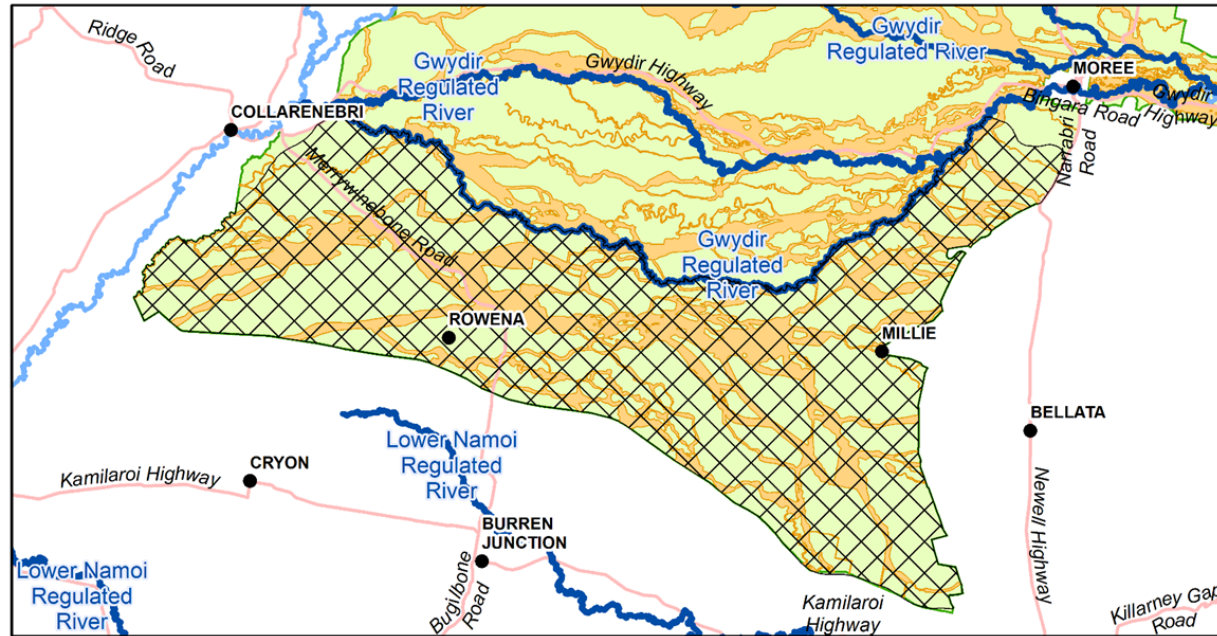 Ridge Road
Gwydir
Regulated River
MOREE
Gwydir
Regulated
River
Gwydir Highway
Bingara Road
Gwydir
Highway
COLLARENEBRI
Narrabri
Road
Merrywinebone Road
Gwydir
Regulated
River
ROWENA
MILLIE
BELLATA
Lower Namoi
Regulated
River
CRYON
Kamilaroi Highway
BURREN
JUNCTION
Newell Highway
Lower Namoi
Regulated
River
Bugilbone
Road
Kamilaroi
Highway
Killarney Gap
Road